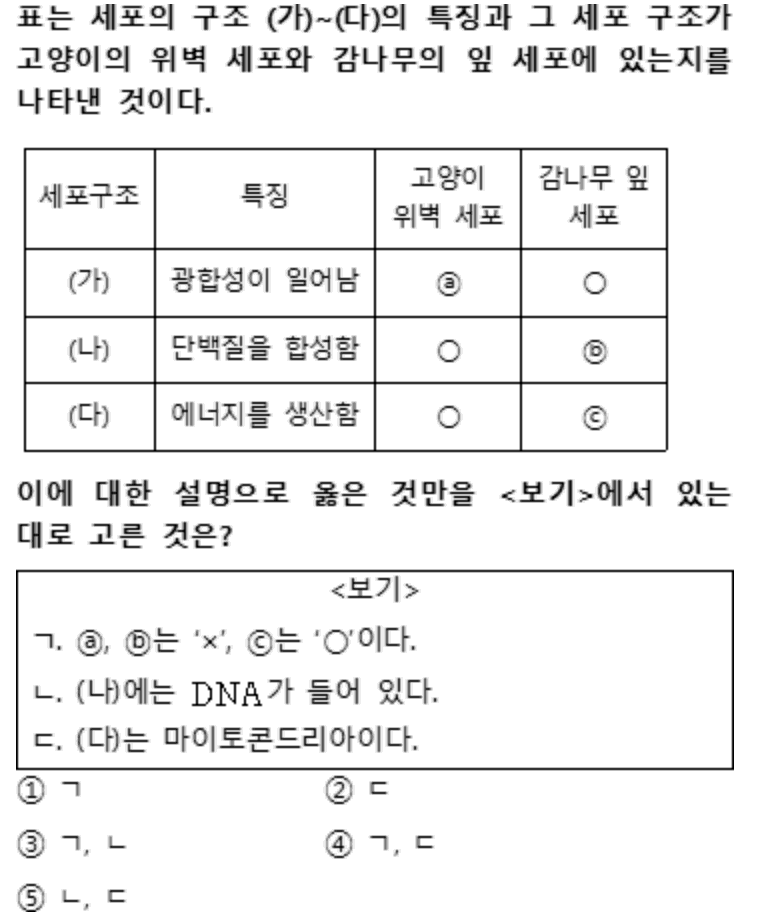 표는 세포의 구조 (가)~(다)의 특징과 그 세포 구조가
고양이의 위벽 세포와 감나무의 잎 세포에 있는지를
나타낸 것이다.
세포구조 특징 고양이 위벽 세포 감나무 잎 세포
(가) 광합성이 일어남 ⓐ ○
(나) 단백질을 합성함 ○ ⓑ
(다) 에너지를 생산함 ○ ⓒ
이에 대한 설명으로 옳은 것만을 <보기>에서 있는
대로 고른 것은?
<보기>
ㄱ. ⓐ, ⓑ는 ‘×’, ⓒ는 ‘○’이다.
ㄴ. (나)에는 DNA가 들어 있다.
ㄷ. (다)는 마이토콘드리아이다.
① ㄱ ② ㄷ
③ ㄱ, ㄴ ④ ㄱ, ㄷ
⑤ ㄴ, ㄷ